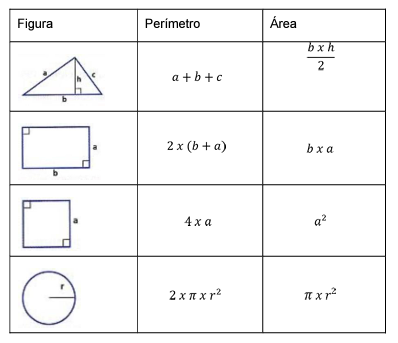 Figura Perímetro Área
a h c b a + b + c b x h / 2
a b 2 x (b + a) b x a
a 4 x a a²
r 2 x π x r² π x r²